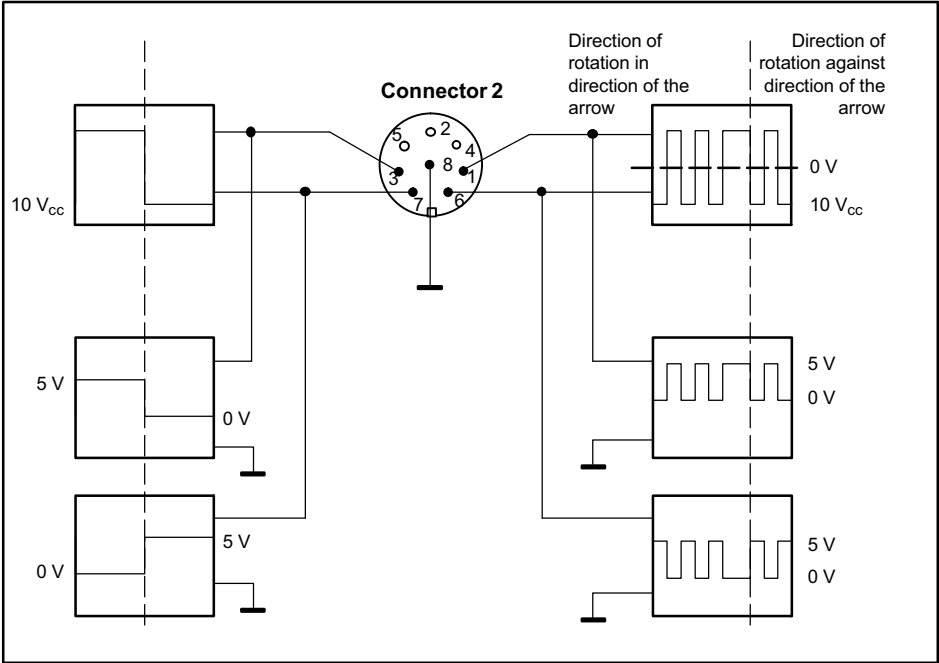 Direction of
rotation in
direction of the
arrow
Direction of
rotation against
direction of the
arrow
Connector 2
5
2
4
3
8
1
7
6
10 Vcc
0 V
10 Vcc
5 V
0 V
5 V
0 V
0 V
5 V
5 V
0 V